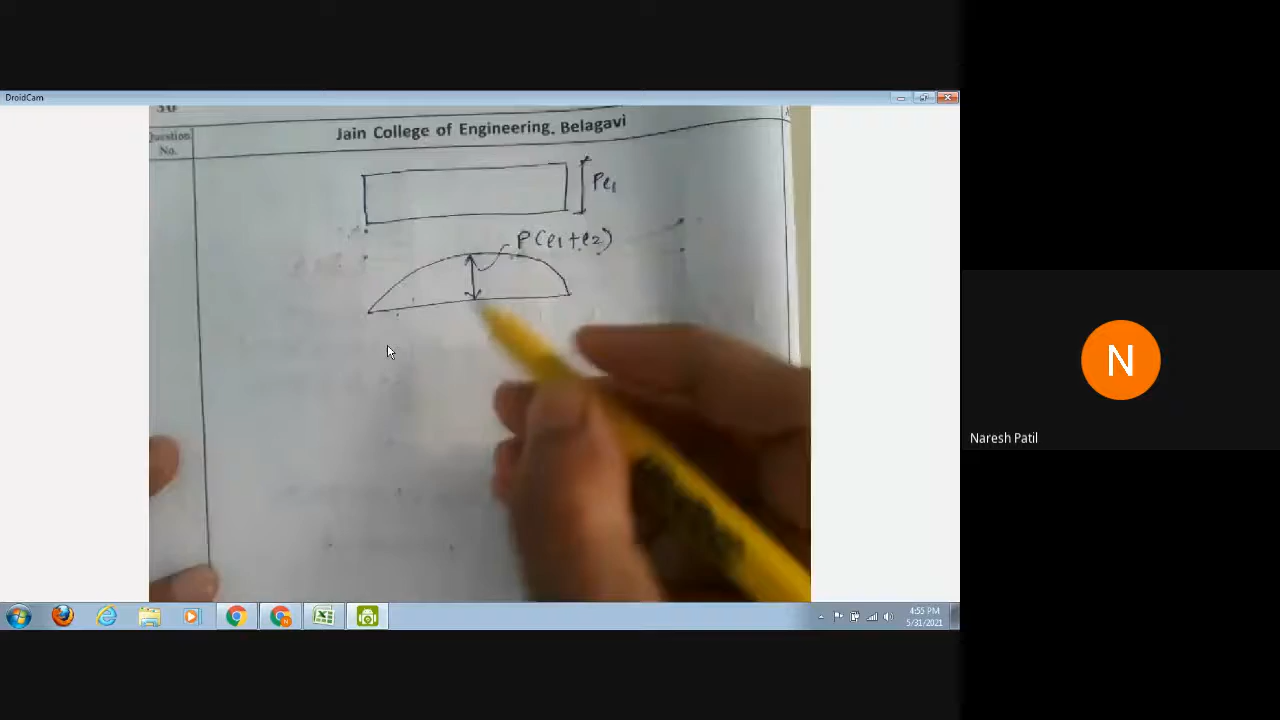 DroidCam
30
Question
No.
Jain College of Engineering, Belagavi
Pe₁
P(e₁+e₂)
N
Naresh Patil
4:55 PM
5/31/2021